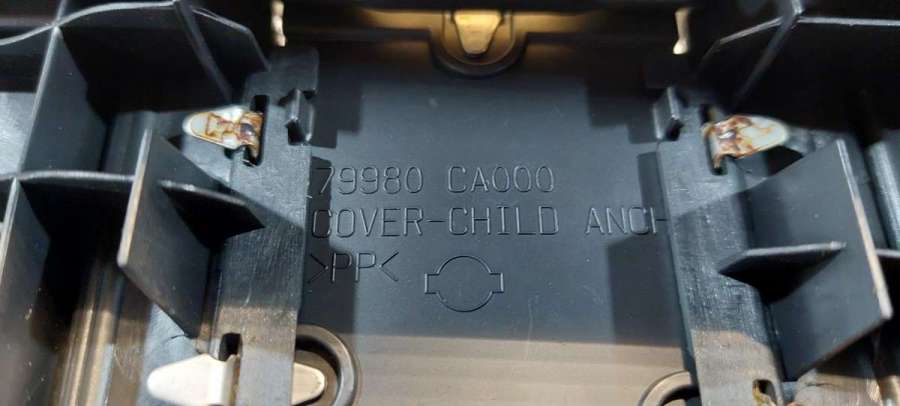 79980 CA000
COVER-CHILD ANCH
>PP<